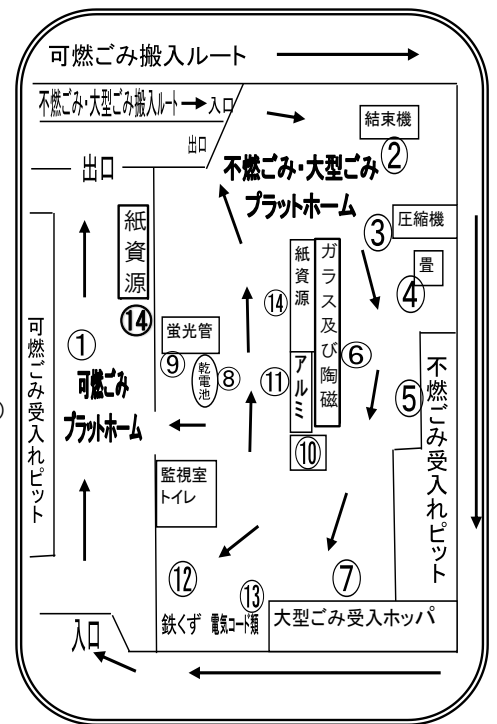 可燃ごみ搬入ルート
不燃ごみ・大型ごみ搬入ルート
入口
出口
結束機
②
出口
不燃ごみ・大型ごみ
プラットホーム
③
圧縮機
畳
④
紙資源
⑭
紙資源
⑭
ガラス及び陶磁
⑥
蛍光管
⑨
乾電池
⑧
⑪
アルミ
⑩
①
可燃ごみ
プラットホーム
可燃ごみ受入れピット
⑤
不燃ごみ受入れピット
監視室
トイレ
⑫
鉄くず
⑬
電気コード類
⑦
大型ごみ受入ホッパ
入口